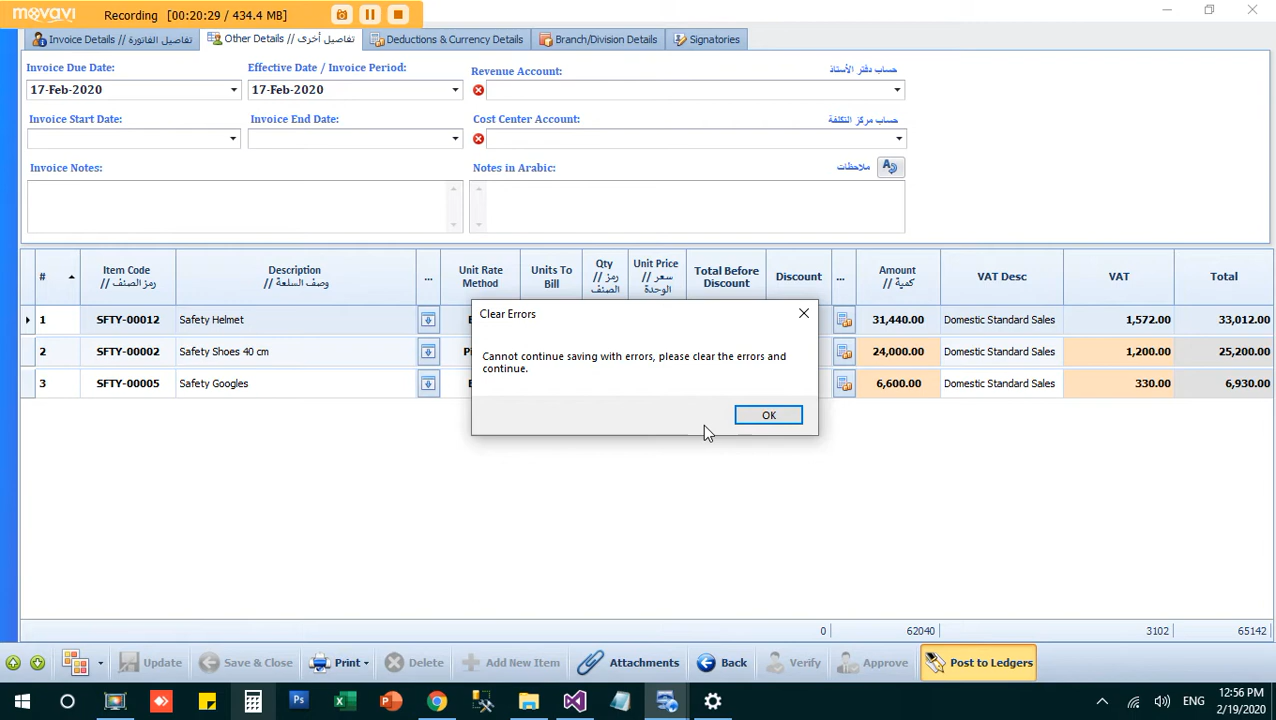 movavi Recording [00:20:29 / 434.4 MB]
Invoice Details // تفاصيل الفاتورة Other Details // تفاصيل أخرى Deductions & Currency Details Branch/Division Details Signatories
Invoice Due Date: Effective Date / Invoice Period: Revenue Account: حساب دفتر الأستاذ
17-Feb-2020 17-Feb-2020
Invoice Start Date: Invoice End Date: Cost Center Account: حساب مركز التكلفة
Invoice Notes: Notes in Arabic: ملاحظات
# Item Code // رمز الصنف Description // وصف السلعة ... Unit Rate Method Units To Bill Qty // رمز الصنف Unit Price // سعر الوحدة Total Before Discount Discount ... Amount // كمية VAT Desc VAT Total
1 SFTY-00012 Safety Helmet 31,440.00 Domestic Standard Sales 1,572.00 33,012.00
2 SFTY-00002 Safety Shoes 40 cm 24,000.00 Domestic Standard Sales 1,200.00 25,200.00
3 SFTY-00005 Safety Googles 6,600.00 Domestic Standard Sales 330.00 6,930.00
Clear Errors
Cannot continue saving with errors, please clear the errors and
continue.
OK
0 62040 3102 65142
Update Save & Close Print Delete Add New Item Attachments Back Verify Approve Post to Ledgers
Ps ENG 12:56 PM
2/19/2020